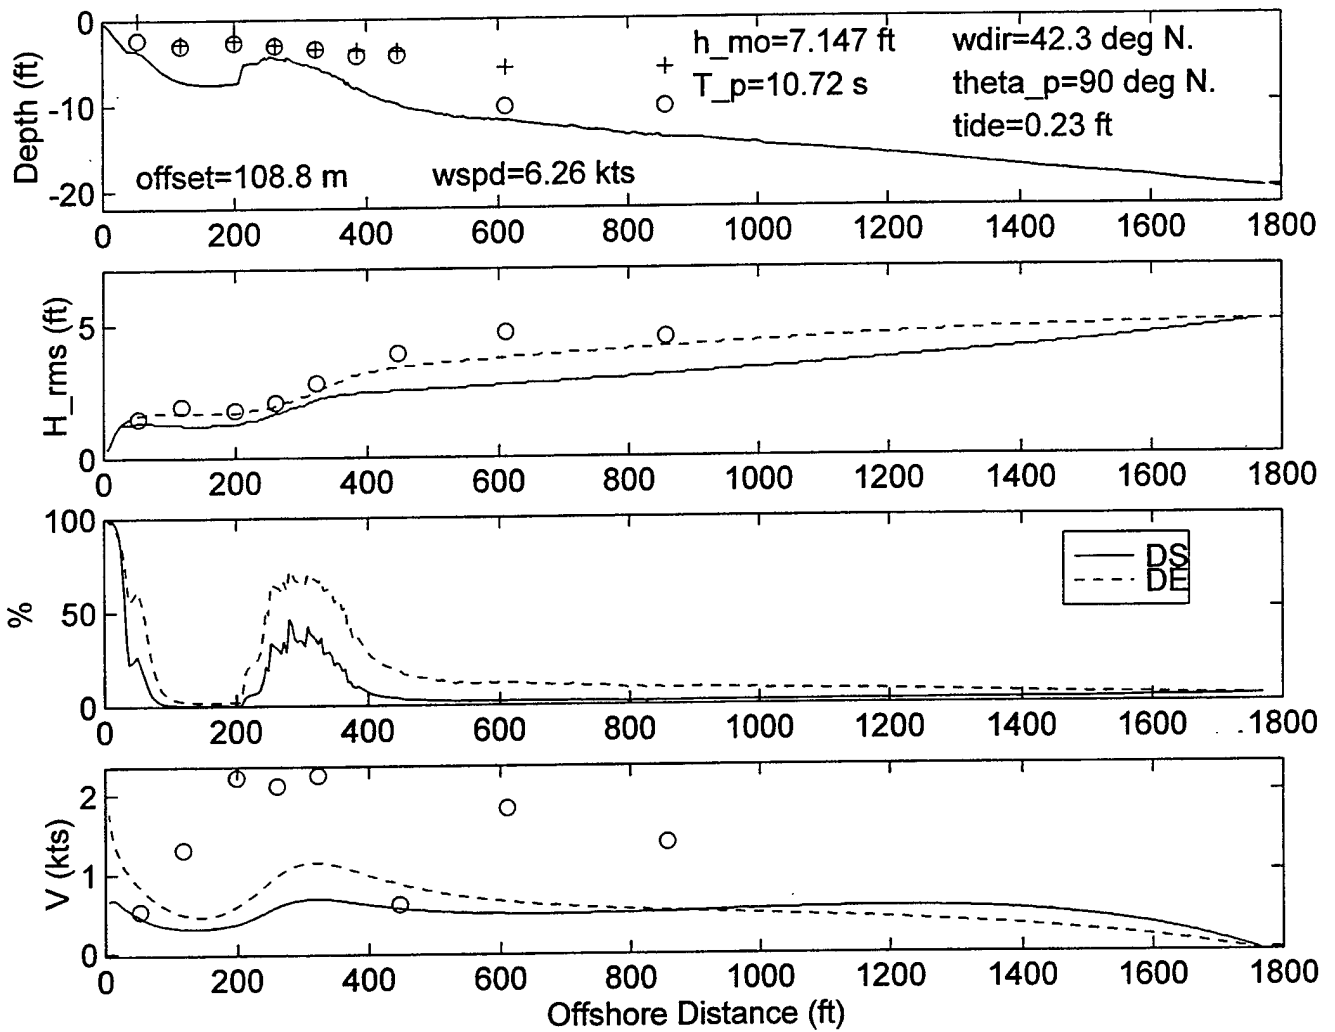 0
-10
-20
Depth (ft)
h_mo=7.147 ft
wdir=42.3 deg N.
T_p=10.72 s
theta_p=90 deg N.
tide=0.23 ft
offset=108.8 m
wspd=6.26 kts
0 200 400 600 800 1000 1200 1400 1600 1800
5
0
H_rms (ft)
0 200 400 600 800 1000 1200 1400 1600 1800
100
50
0
%
DS
DE
0 200 400 600 800 1000 1200 1400 1600 1800
2
1
0
V (kts)
0 200 400 600 800 1000 1200 1400 1600 1800
Offshore Distance (ft)